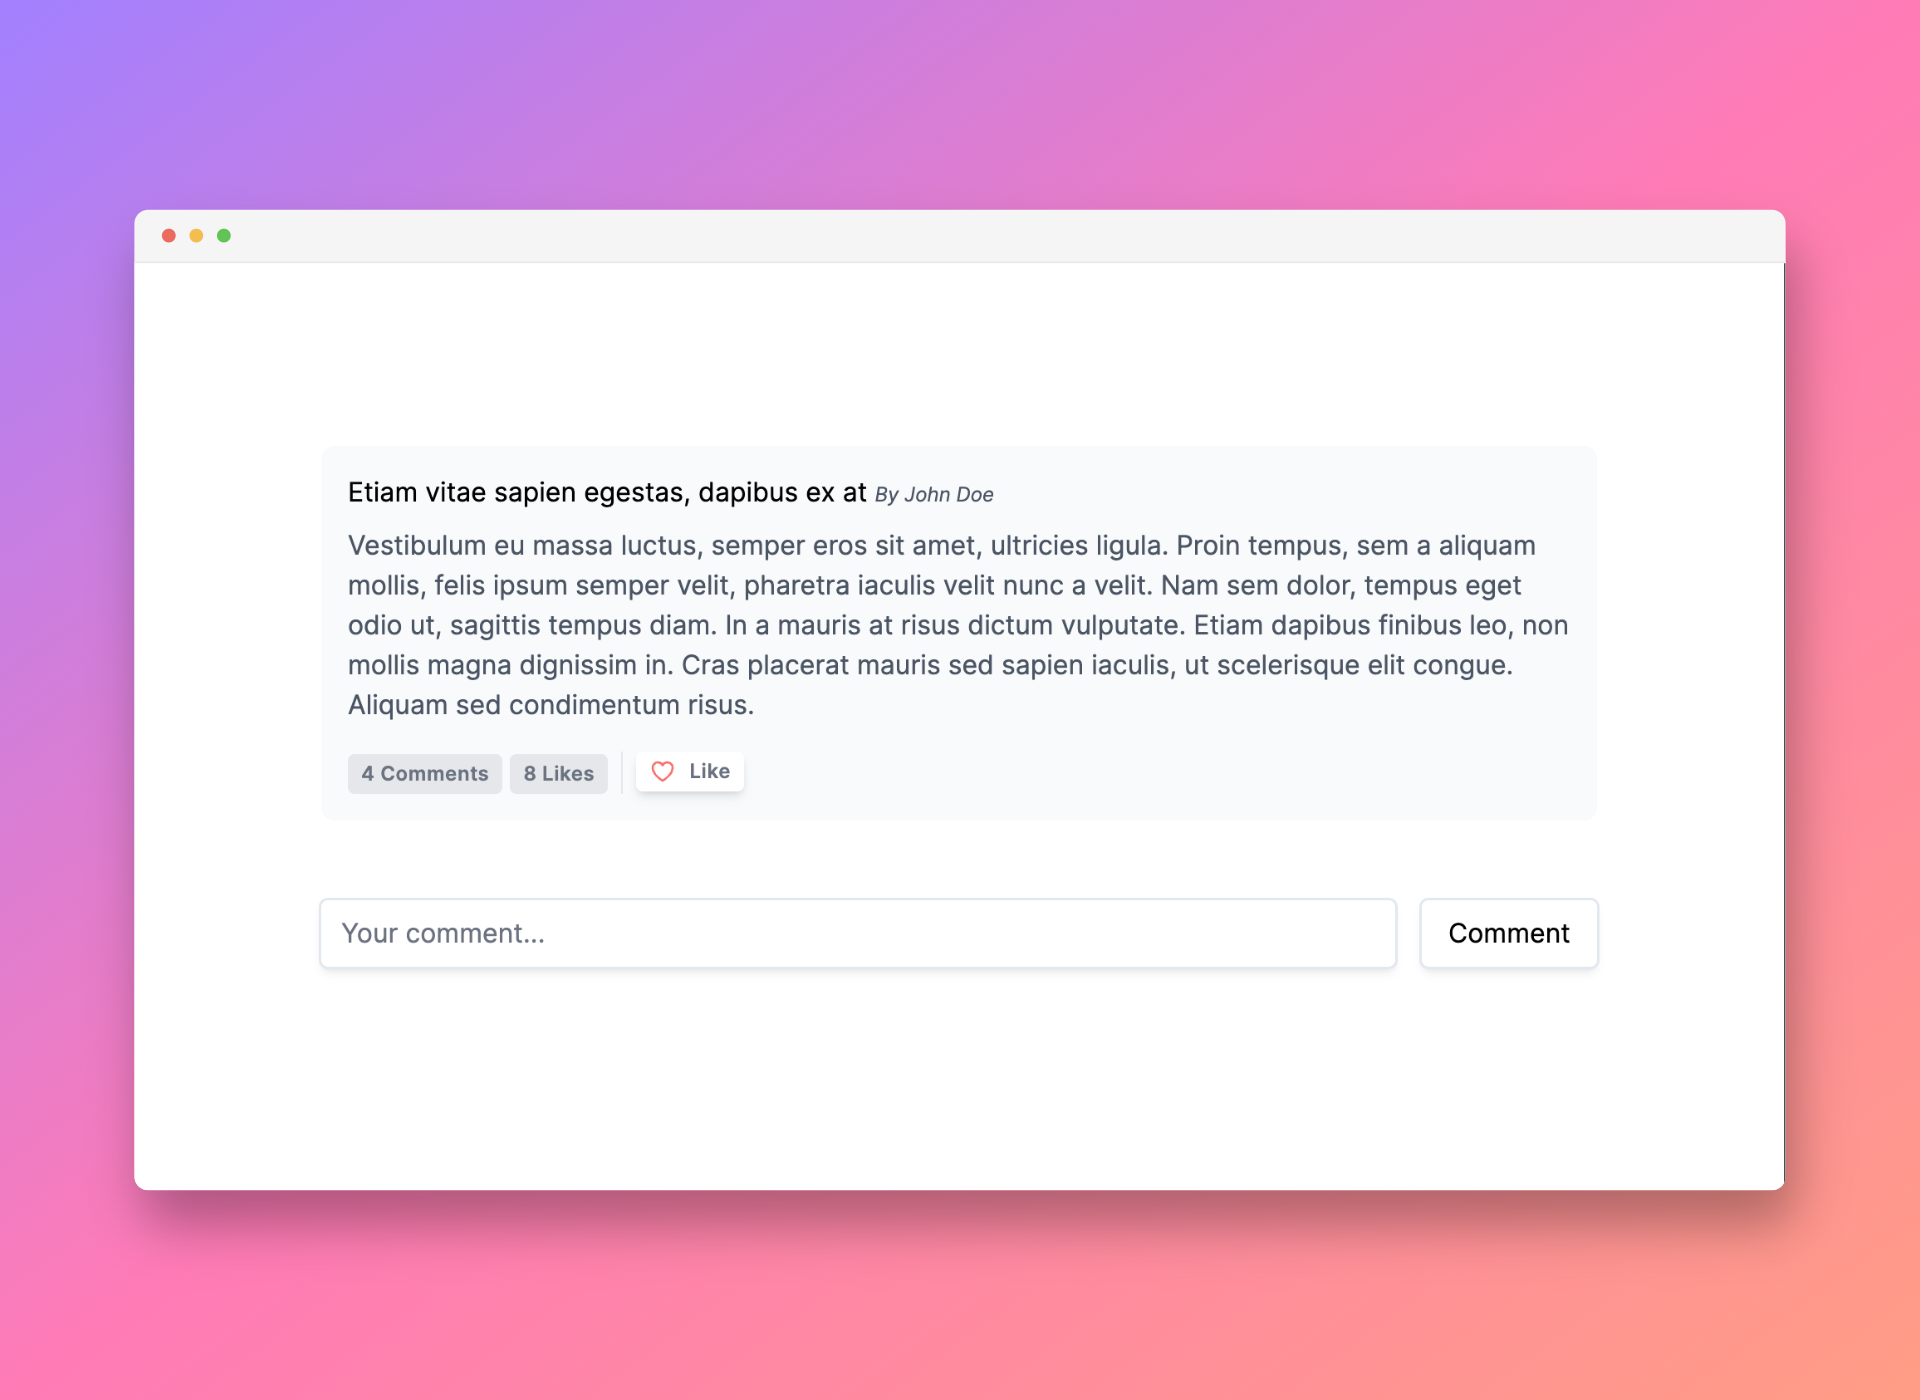 Etiam vitae sapien egestas, dapibus ex at By John Doe
Vestibulum eu massa luctus, semper eros sit amet, ultricies ligula. Proin tempus, sem a aliquam
mollis, felis ipsum semper velit, pharetra iaculis velit nunc a velit. Nam sem dolor, tempus eget
odio ut, sagittis tempus diam. In a mauris at risus dictum vulputate. Etiam dapibus finibus leo, non
mollis magna dignissim in. Cras placerat mauris sed sapien iaculis, ut scelerisque elit congue.
Aliquam sed condimentum risus.
4 Comments 8 Likes Like
Your comment... Comment